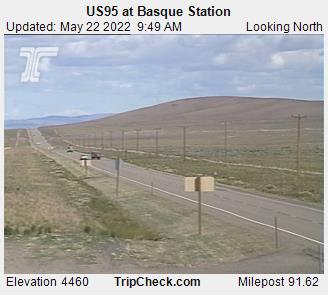 US95 at Basque Station
Updated: May 22 2022 9:49 AM Looking North
Elevation 4460 TripCheck.com Milepost 91.62